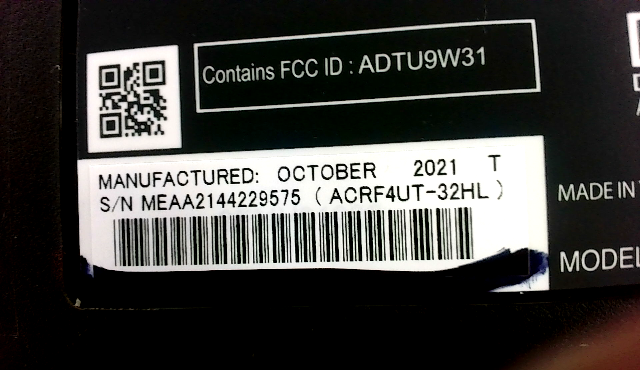 Contains FCC ID : ADTU9W31
MANUFACTURED: OCTOBER 2021 T
S/N MEAA2144229575 ( ACRF4UT-32HL )
MADE IN
MODEL